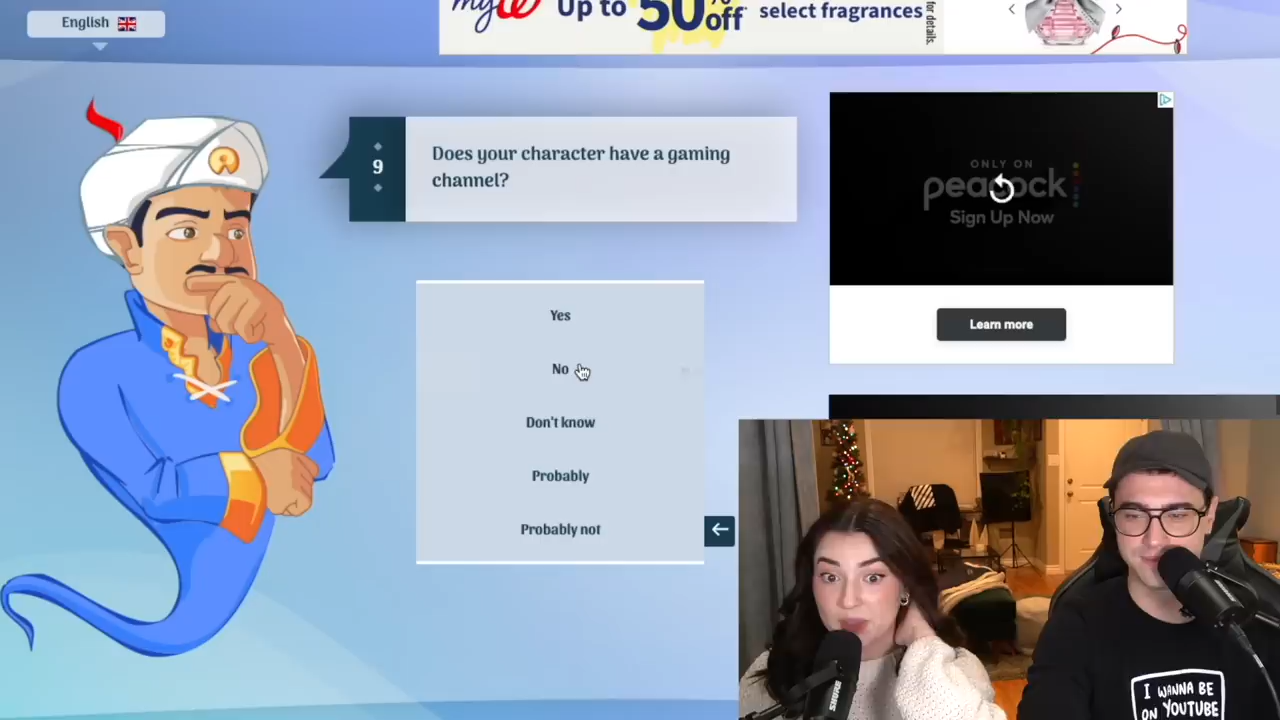 English
Up to 50% off select fragrances
for details.
9
Does your character have a gaming
channel?
Yes
No
Don't know
Probably
Probably not
ONLY ON
peacock
Sign Up Now
Learn more
SHURE
I WANNA BE
ON YOUTUBE